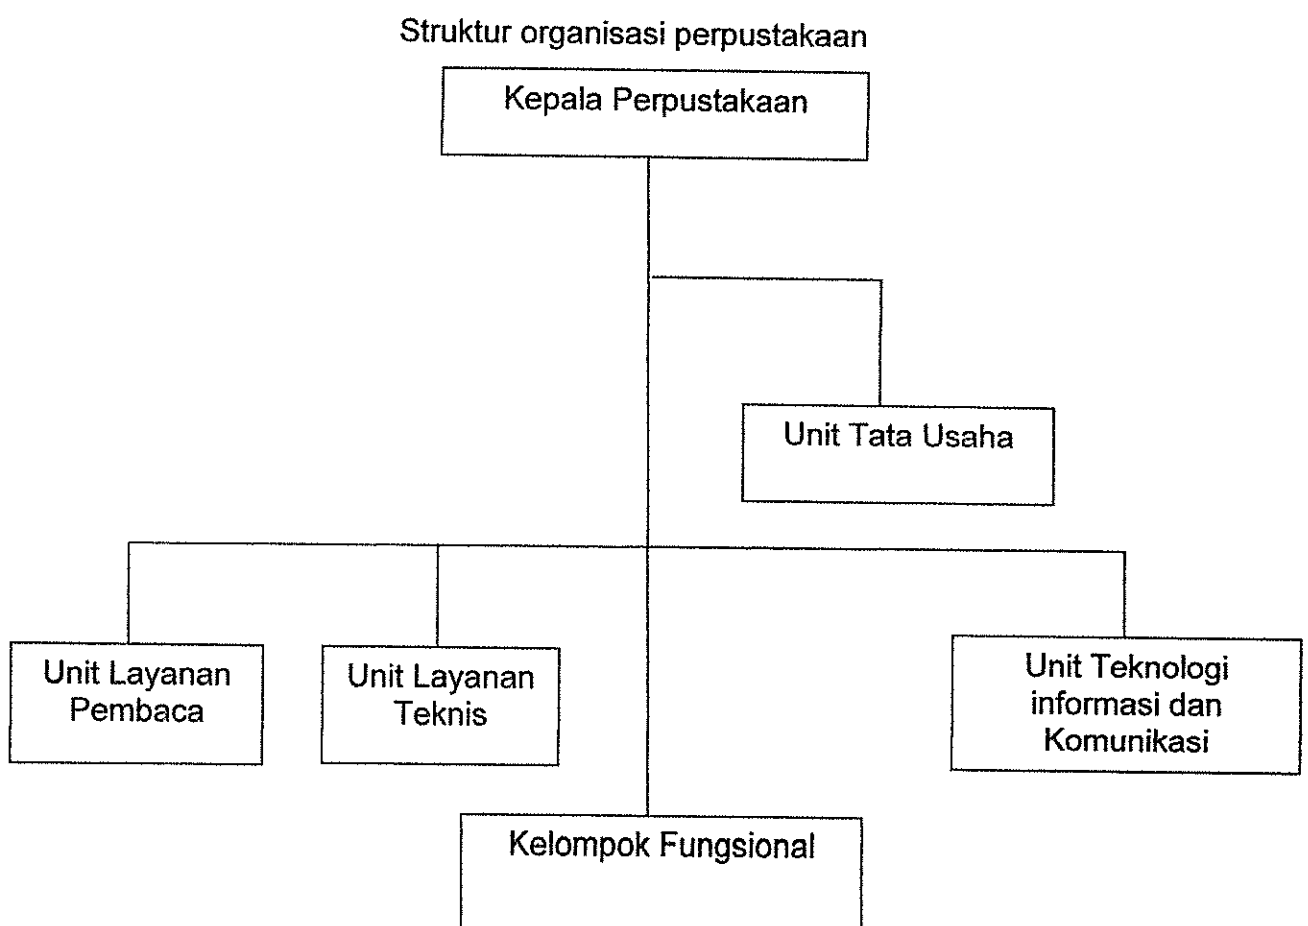 Struktur organisasi perpustakaan
Kepala Perpustakaan
Unit Tata Usaha
Unit Layanan
Pembaca
Unit Layanan
Teknis
Unit Teknologi
informasi dan
Komunikasi
Kelompok Fungsional